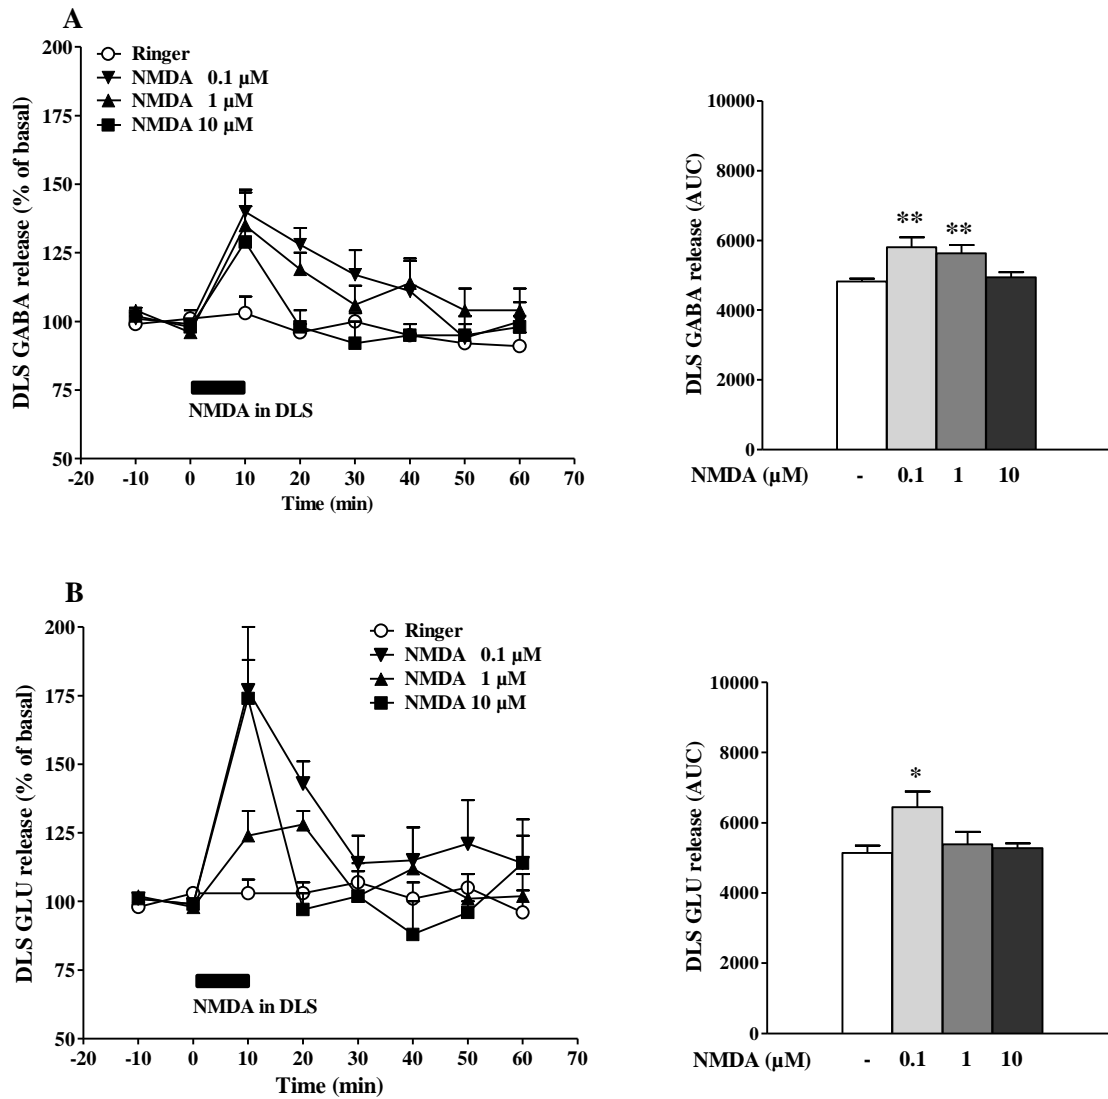 A
DLS GABA release (% of basal)
200
175
150
125
100
75
50
Ringer
NMDA 0.1 µM
NMDA 1 µM
NMDA 10 µM
NMDA in DLS
-20 -10 0 10 20 30 40 50 60 70
Time (min)
DLS GABA release (AUC)
10000
8000
6000
4000
2000
0
** **
NMDA (µM) - 0.1 1 10
B
DLS GLU release (% of basal)
200
175
150
125
100
75
50
Ringer
NMDA 0.1 µM
NMDA 1 µM
NMDA 10 µM
NMDA in DLS
-20 -10 0 10 20 30 40 50 60 70
Time (min)
DLS GLU release (AUC)
10000
8000
6000
4000
2000
0
*
NMDA (µM) - 0.1 1 10